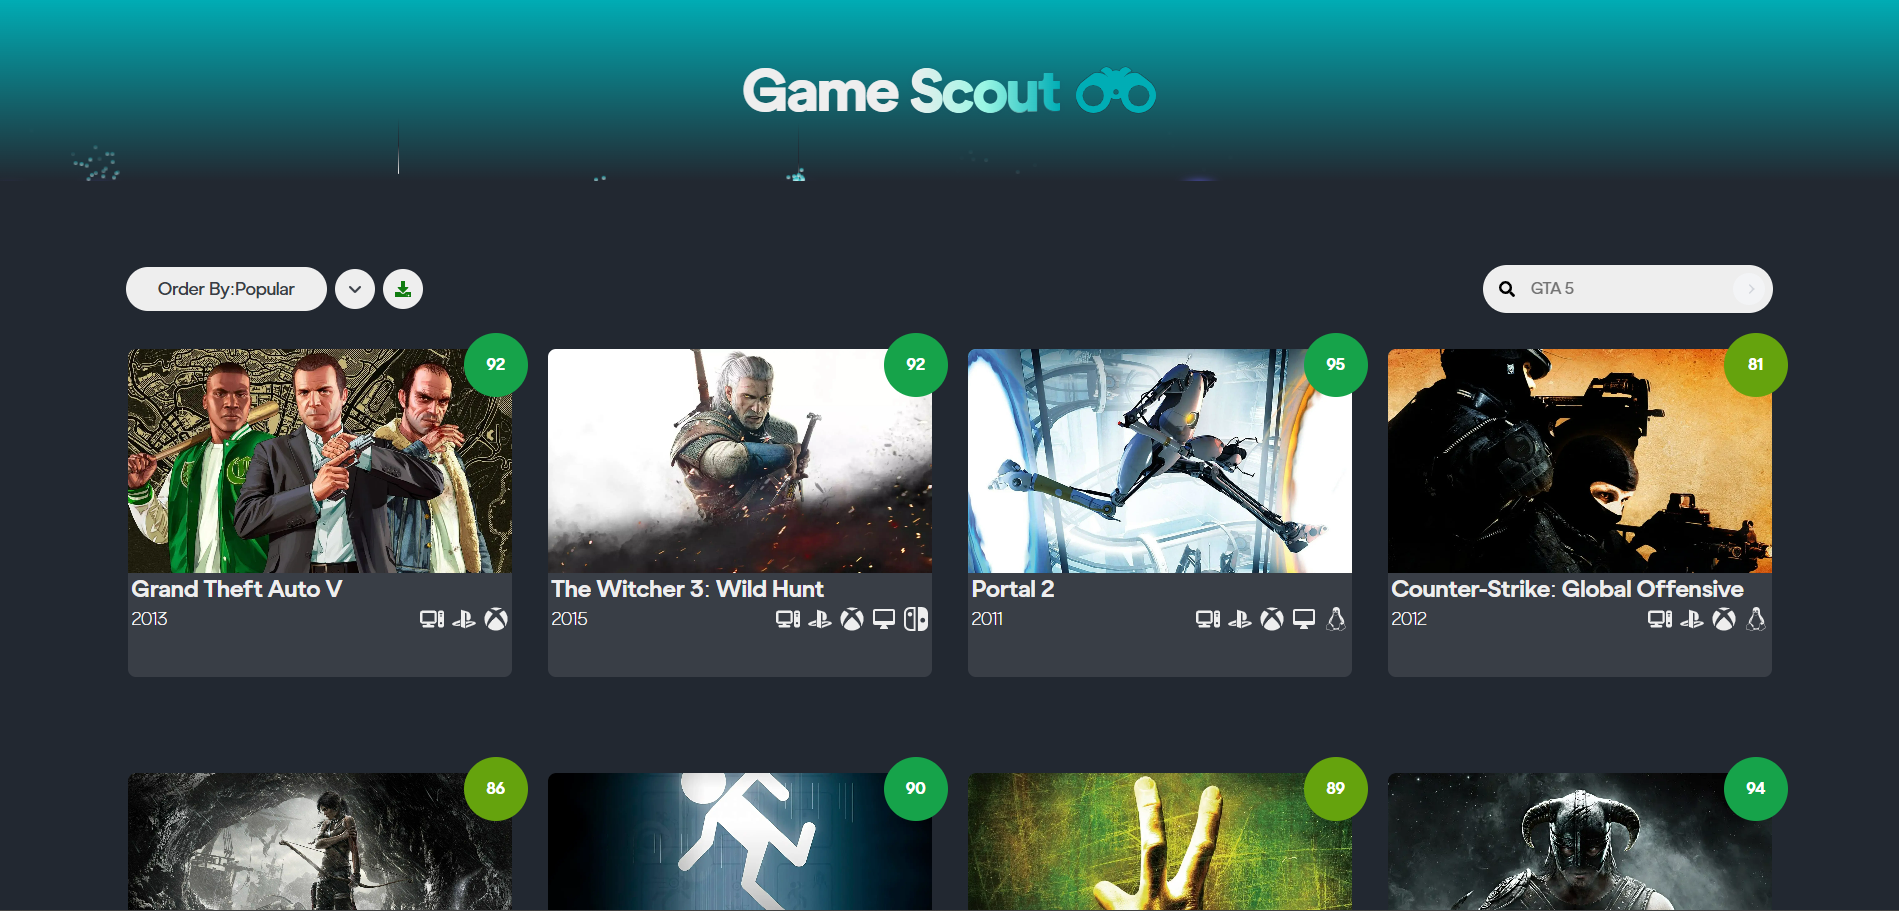 Game Scout
Order By:Popular
GTA 5
92
92
95
81
Grand Theft Auto V
The Witcher 3: Wild Hunt
Portal 2
Counter-Strike: Global Offensive
2013
2015
2011
2012
86
90
89
94